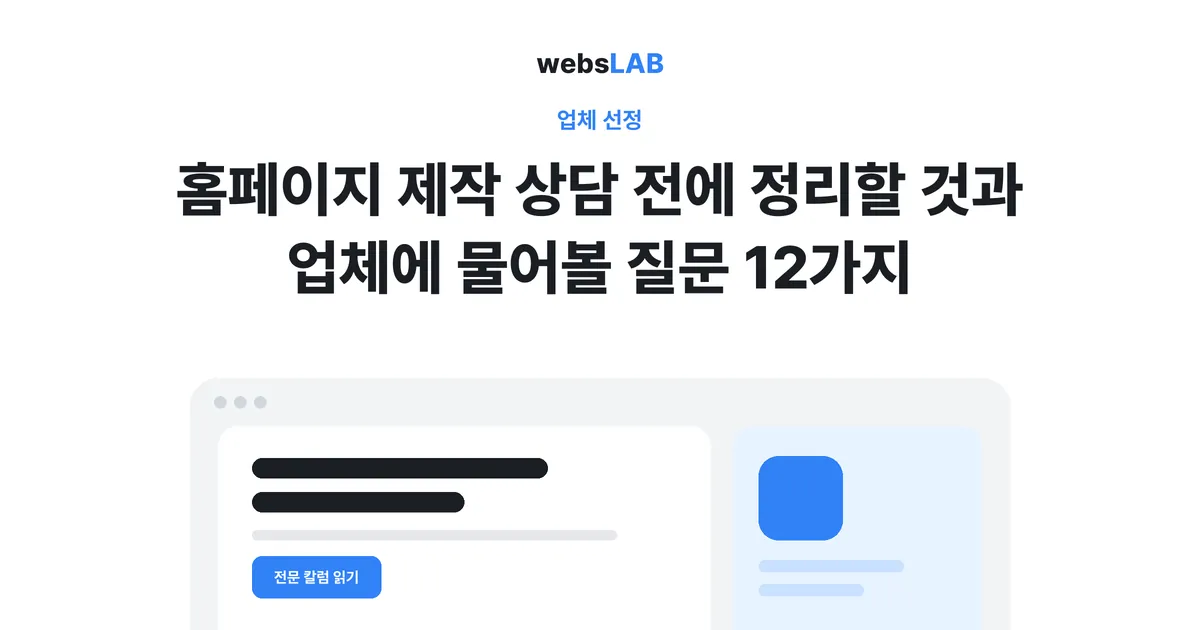 websLAB
업체 선정
홈페이지 제작 상담 전에 정리할 것과
업체에 물어볼 질문 12가지
전문 칼럼 읽기